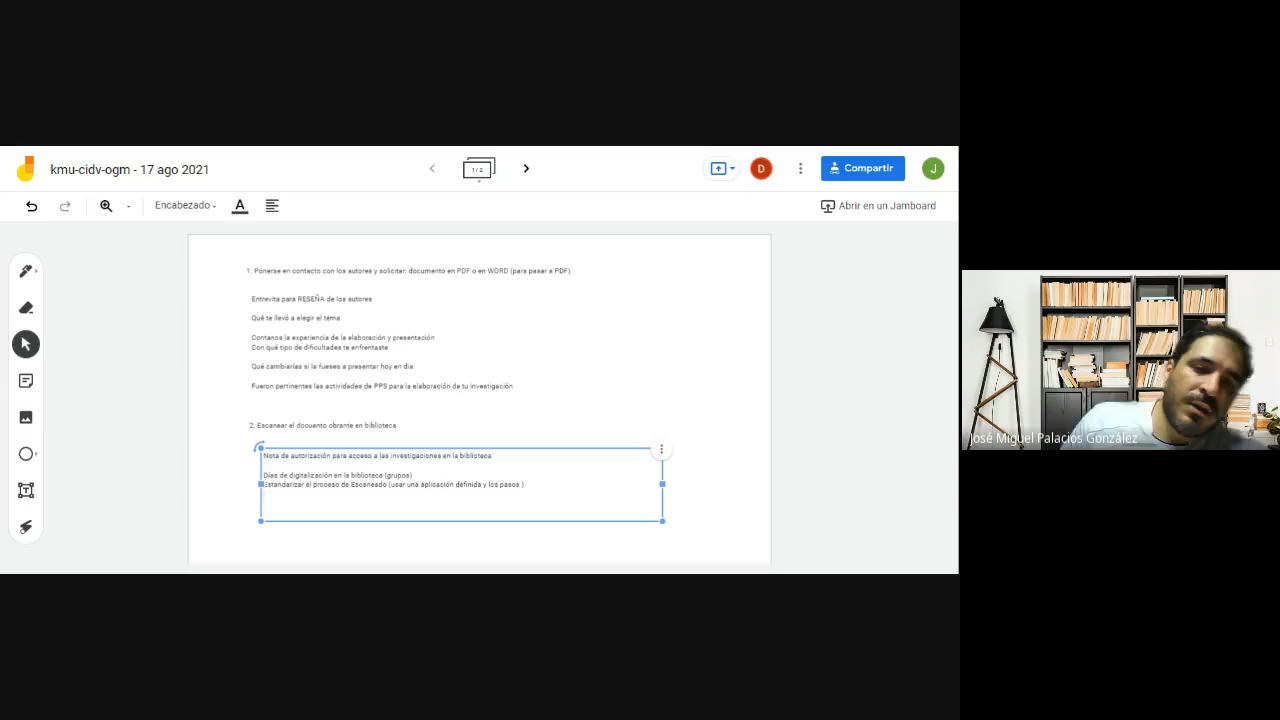 kmu-cidv-ogm - 17 ago 2021
1 / 2
D
Compartir
J
Encabezado
A
Abrir en un Jamboard
1. Ponerse en contacto con los autores y solicitar: documento en PDF o en WORD (para pasar a PDF)
Entrevita para RESEÑA de los autores
Qué te llevó a elegir el tema
Contanos la experiencia de la elaboración y presentación
Con qué tipo de dificultades te enfrentaste
Qué cambiarías si la fueses a presentar hoy en dia
Fueron pertinentes las actividades de PPS para la elaboración de tu investigación
2. Escanear el docuento obrante en biblioteca
Nota de autorización para acceso a las investigaciones en la biblioteca
Días de digitalización en la biblioteca (grupos)
Estandarizar el proceso de Escaneado (usar una aplicación definida y los pasos )
José Miguel Palacios González